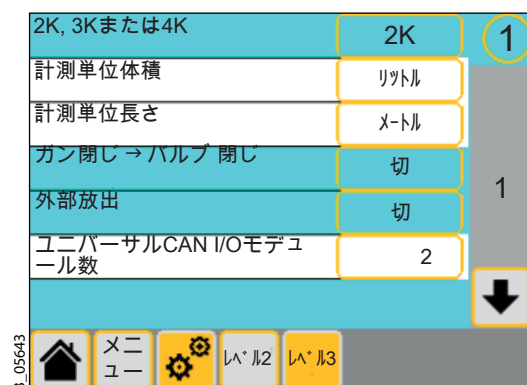 2K, 3Kまたは4K
2K
1
計測単位体積
リットル
計測単位長さ
メートル
ガン閉じ → バルブ 閉じ
切
外部放出
切
1
ユニバーサルCAN I/Oモデュ
ール数
2
メニ
ュー
レベル2
レベル3
_05643